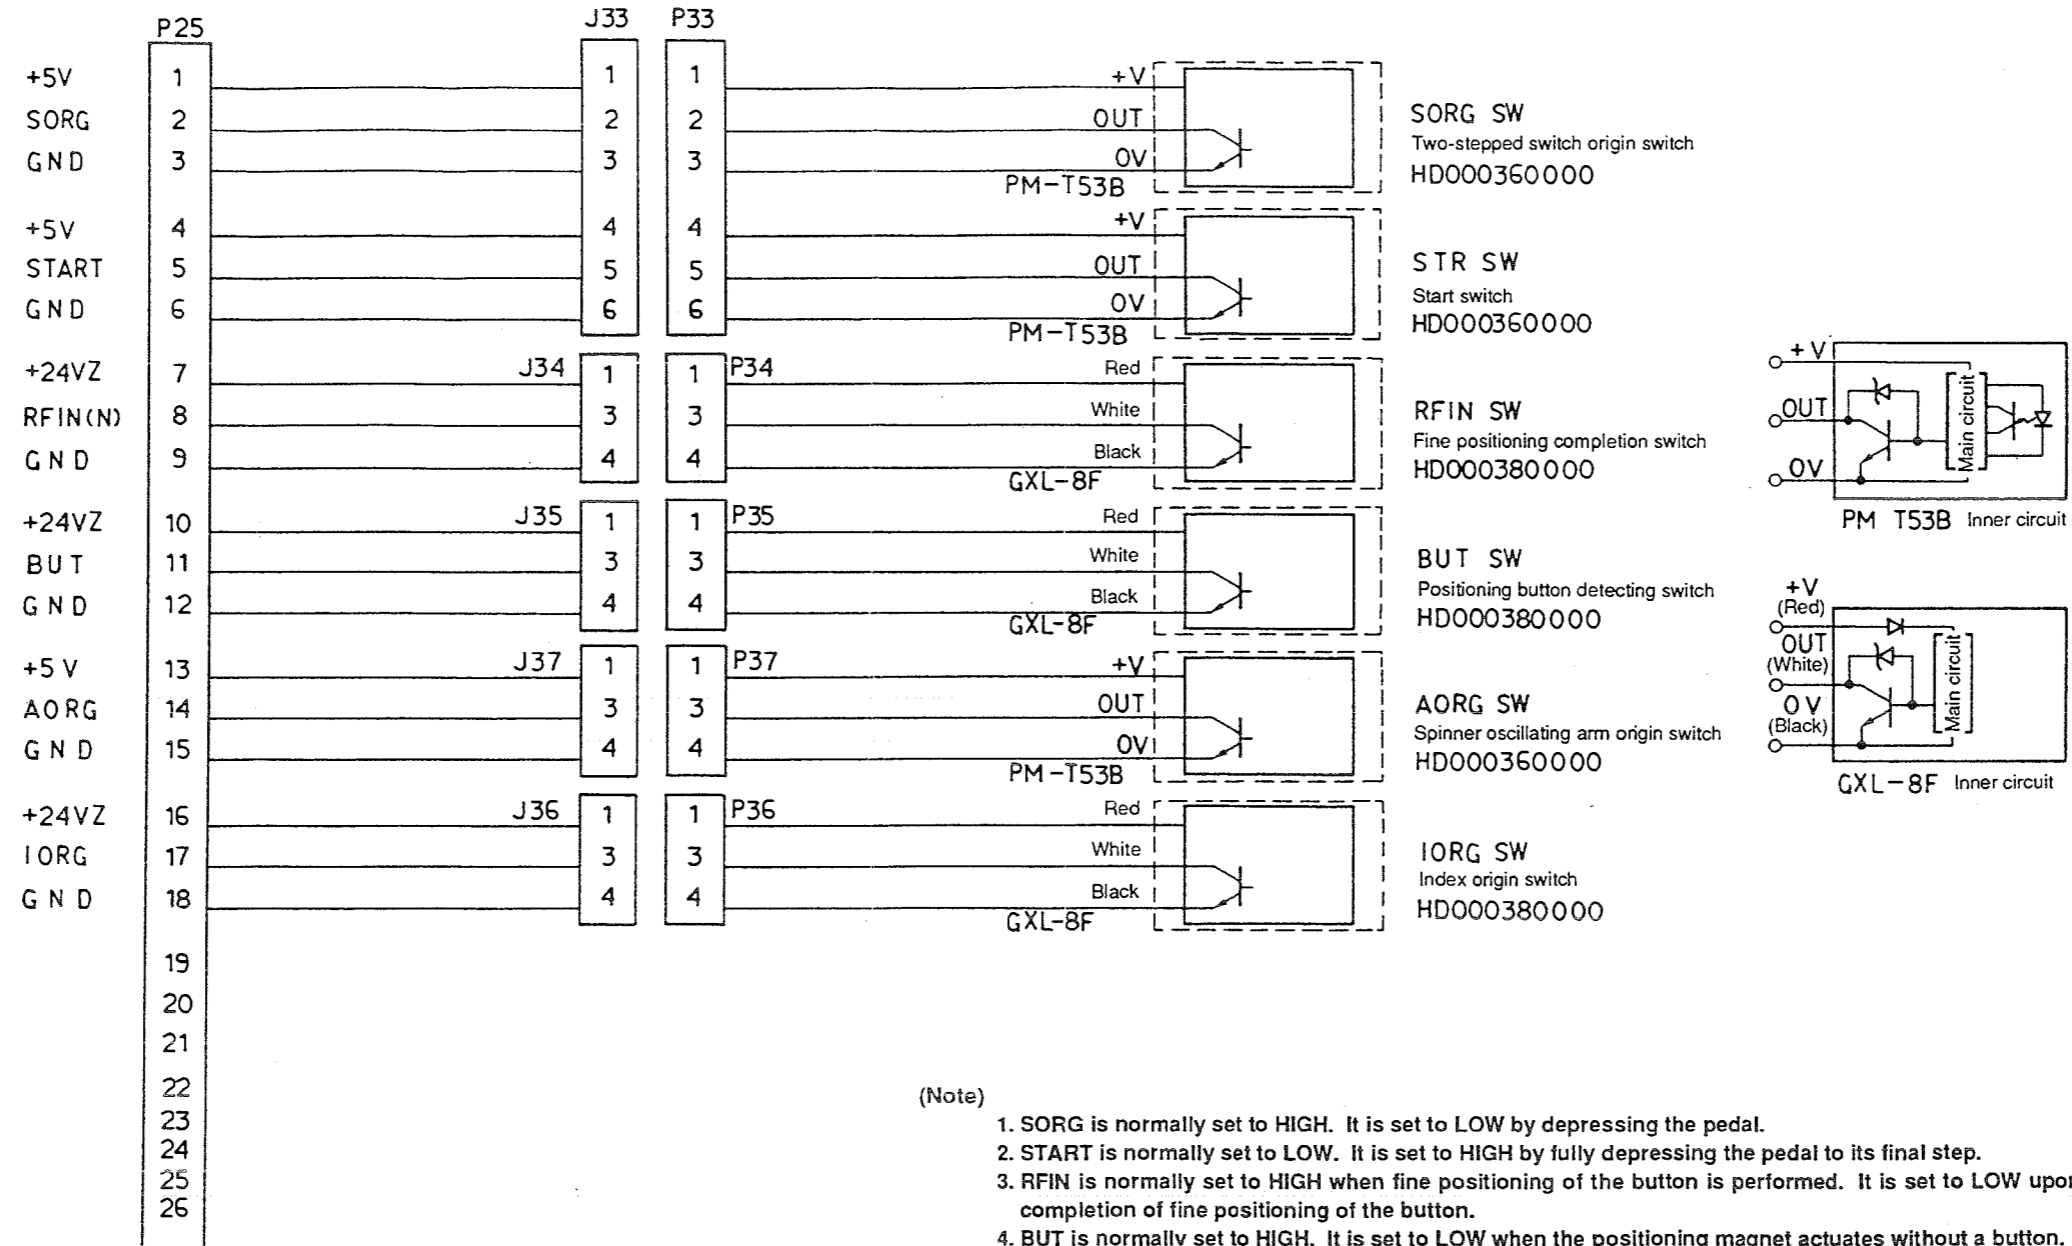 P25 J33 P33
+5V 1 1 1 +V
SORG 2 2 2 OUT
GND 3 3 3 0V
PM-T53B
SORG SW
Two-stepped switch origin switch
HD000360000
+5V 4 4 4 +V
START 5 5 5 OUT
GND 6 6 6 0V
PM-T53B
STR SW
Start switch
HD000360000
+24VZ 7 J34 1 1 P34 Red
RFIN(N) 8 3 3 White
GND 9 4 4 Black
GXL-8F
RFIN SW
Fine positioning completion switch
HD000380000
+24VZ 10 J35 1 1 P35 Red
BUT 11 3 3 White
GND 12 4 4 Black
GXL-8F
BUT SW
Positioning button detecting switch
HD000380000
+5V 13 J37 1 1 P37 +V
AORG 14 3 3 OUT
GND 15 4 4 0V
PM-T53B
AORG SW
Spinner oscillating arm origin switch
HD000360000
+24VZ 16 J36 1 1 P36 Red
IORG 17 3 3 White
GND 18 4 4 Black
GXL-8F
IORG SW
Index origin switch
HD000380000
19
20
21
22
23
24
25
26
+V
OUT
0V
Main circuit
PM T53B Inner circuit
+V
(Red)
OUT
(White)
0V
(Black)
Main circuit
GXL-8F Inner circuit
(Note)
1. SORG is normally set to HIGH. It is set to LOW by depressing the pedal.
2. START is normally set to LOW. It is set to HIGH by fully depressing the pedal to its final step.
3. RFIN is normally set to HIGH when fine positioning of the button is performed. It is set to LOW upon
completion of fine positioning of the button.
4. BUT is normally set to HIGH. It is set to LOW when the positioning magnet actuates without a button.